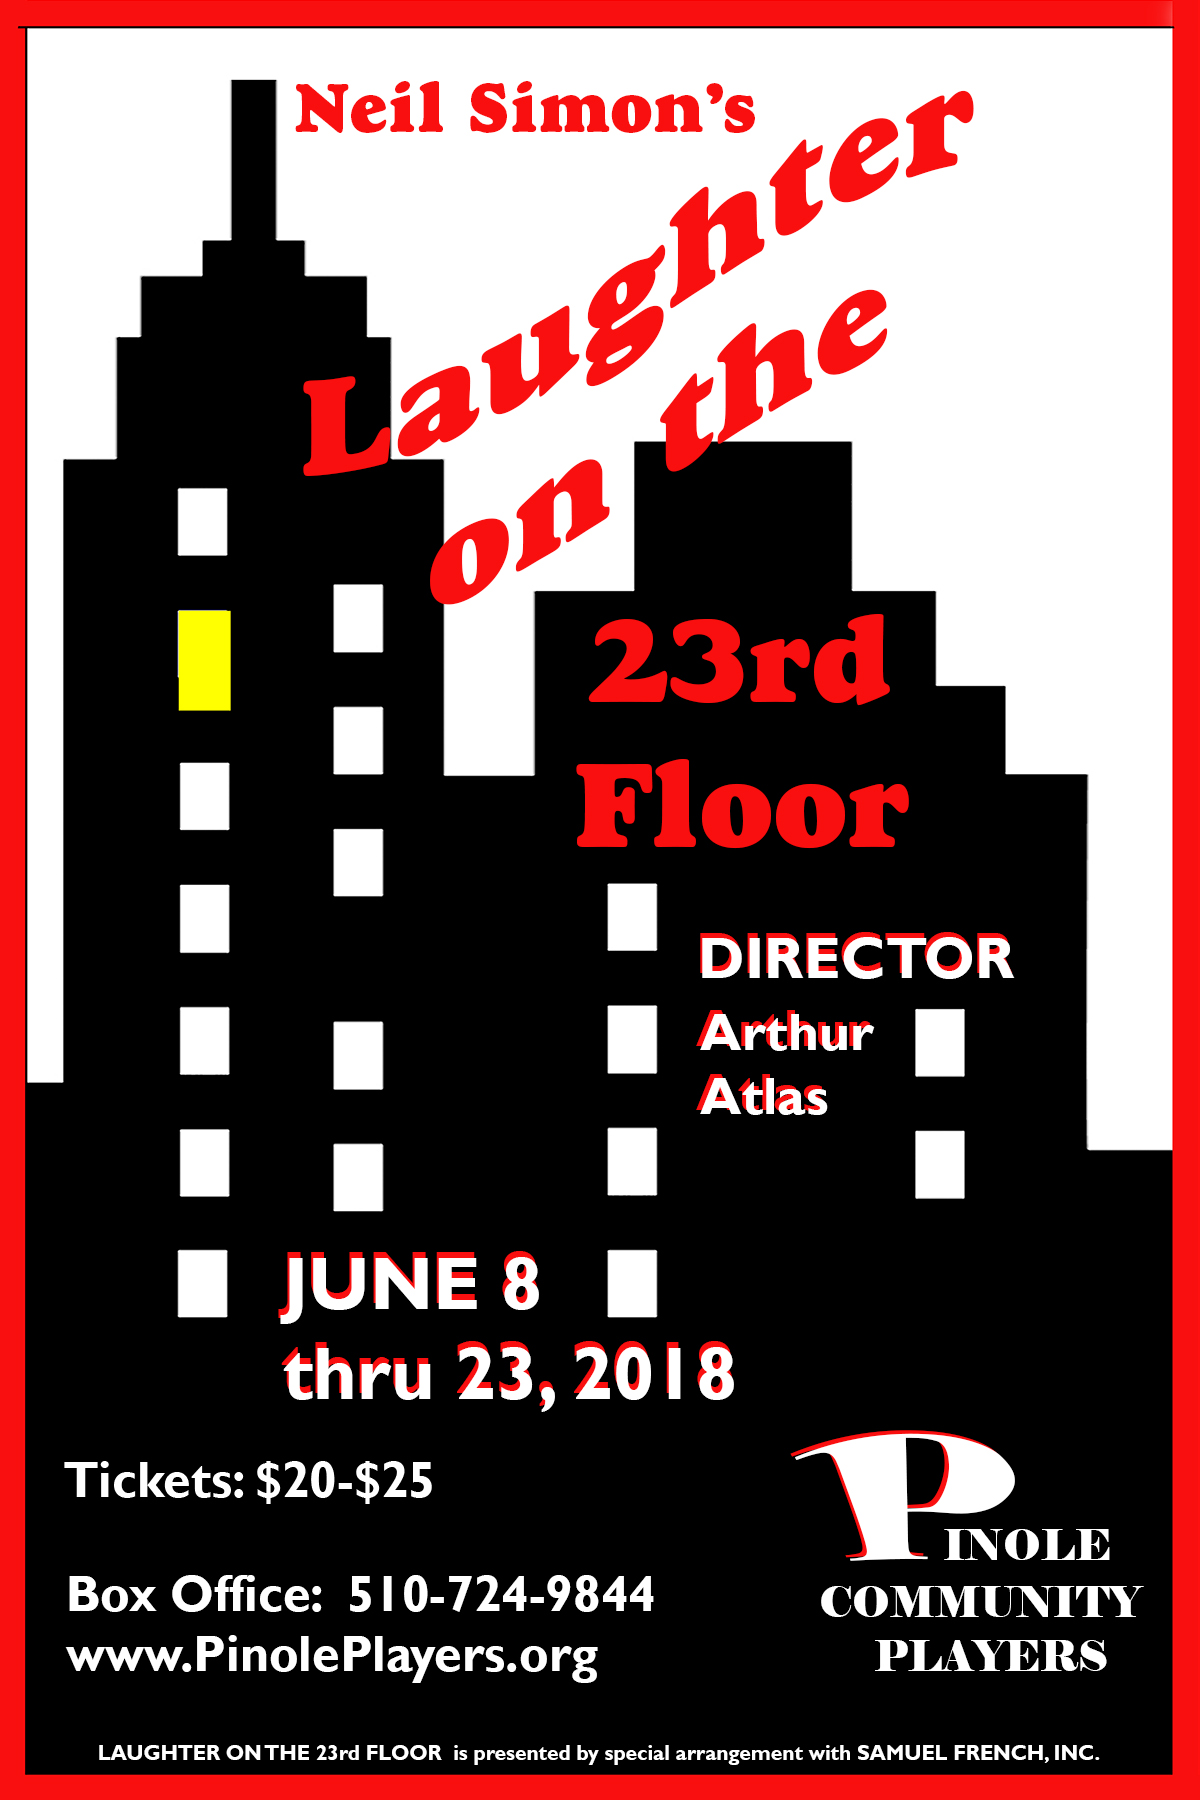 Neil Simon's
Laughter
on the
23rd
Floor
DIRECTOR
Arthur
Atlas
JUNE 8
thru 23, 2018
Tickets: $20-$25
Box Office: 510-724-9844
www.PinolePlayers.org
PINOLE
COMMUNITY
PLAYERS
LAUGHTER ON THE 23rd FLOOR is presented by special arrangement with SAMUEL FRENCH, INC.